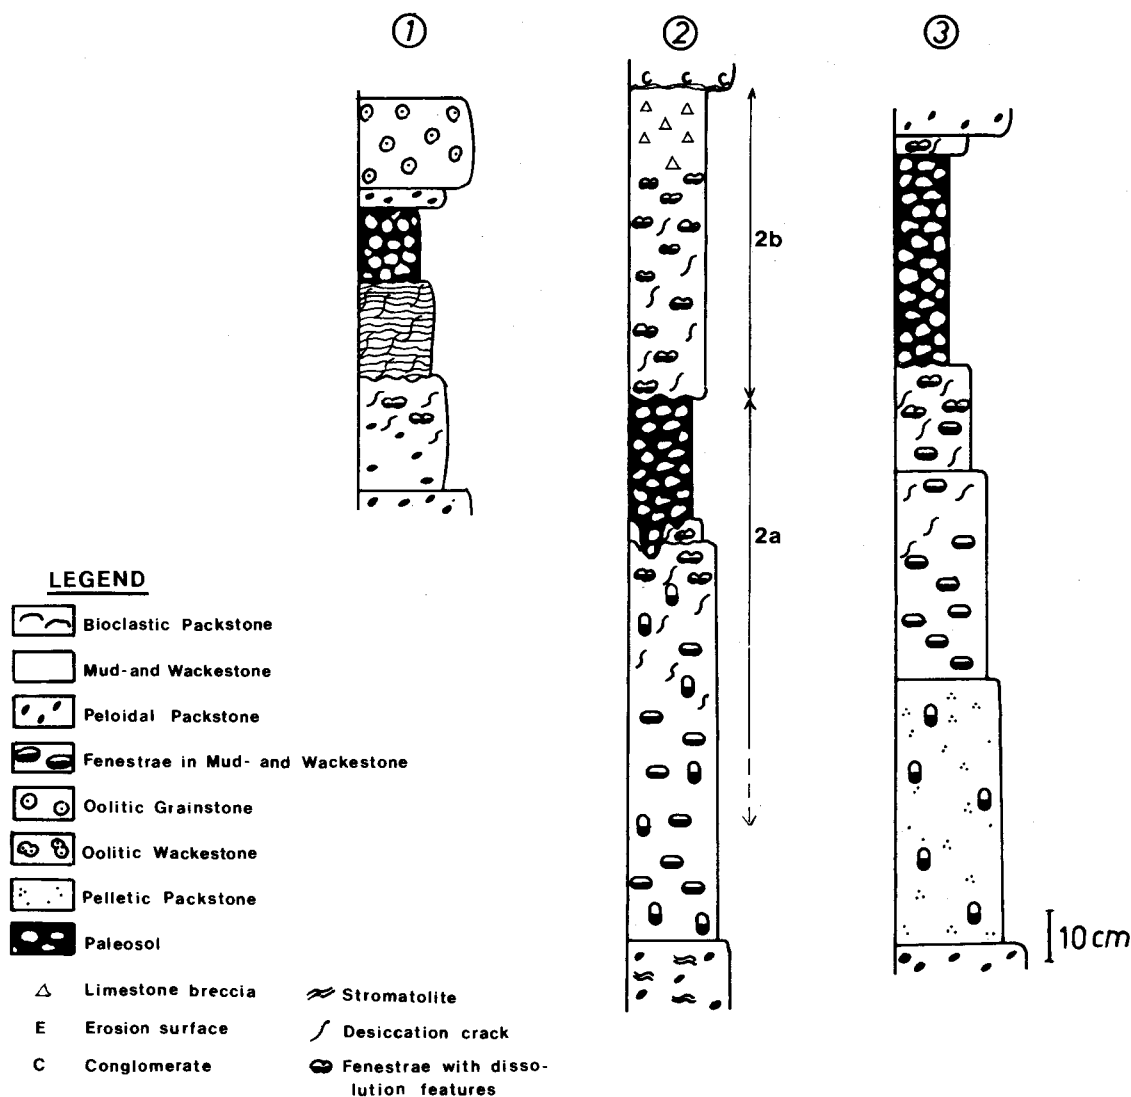 1
2
3
C C C
2b
2a
LEGEND
Bioclastic Packstone
Mud-and Wackestone
Peloidal Packstone
Fenestrae in Mud- and Wackestone
Oolitic Grainstone
Oolitic Wackestone
Pelletic Packstone
Paleosol
Limestone breccia
E Erosion surface
C Conglomerate
Stromatolite
Desiccation crack
Fenestrae with disso-
lution features
10 cm